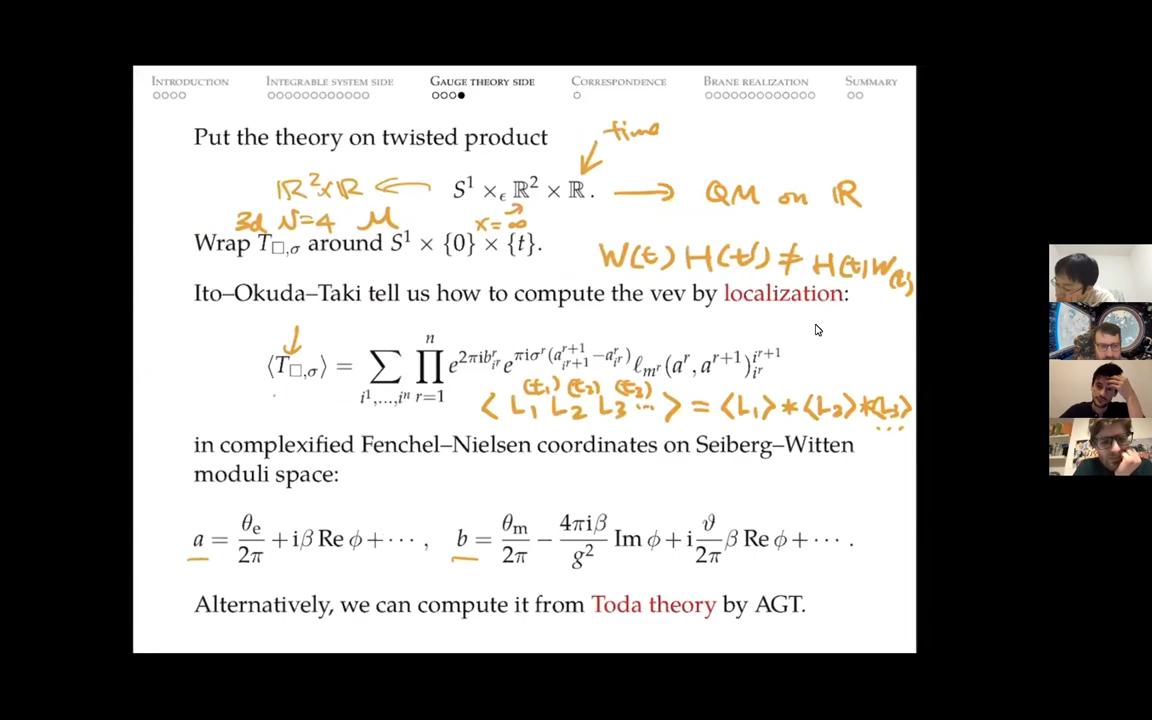 INTRODUCTION INTEGRABLE SYSTEM SIDE GAUGE THEORY SIDE CORRESPONDENCE BRANE REALIZATION SUMMARY
Put the theory on twisted product
time
ℝ²×ℝ ⟸ S¹ ×_ε ℝ² × ℝ. ⟶ QM on ℝ
3d N=4 M x= ∞
Wrap T_{□,σ} around S¹ × {0} × {t}.
W(t) H(t') ≠ H(t')W(t)
Ito–Okuda–Taki tell us how to compute the vev by localization:
⟨T_{□,σ}⟩ = ∑_{i¹,...,iⁿ} ∏_{r=1}^{n} e^{2πib^r_{i^r}} e^{πiσ^r(a^{r+1}_{i^{r+1}}−a^r_{i^r})} ℓ_{m^r}(a^r, a^{r+1})^{i^{r+1}}_{i^r}
(t₁) (t₂) (t₃)
⟨ L₁ L₂ L₃ ... ⟩ = ⟨L₁⟩ * ⟨L₂⟩ * ⟨L₃⟩ ...
in complexified Fenchel–Nielsen coordinates on Seiberg–Witten
moduli space:
a = θ_e/2π + iβ Re ϕ + ⋯ , b = θ_m/2π − 4πiβ/g² Im ϕ + i ϑ/2π β Re ϕ + ⋯ .
Alternatively, we can compute it from Toda theory by AGT.